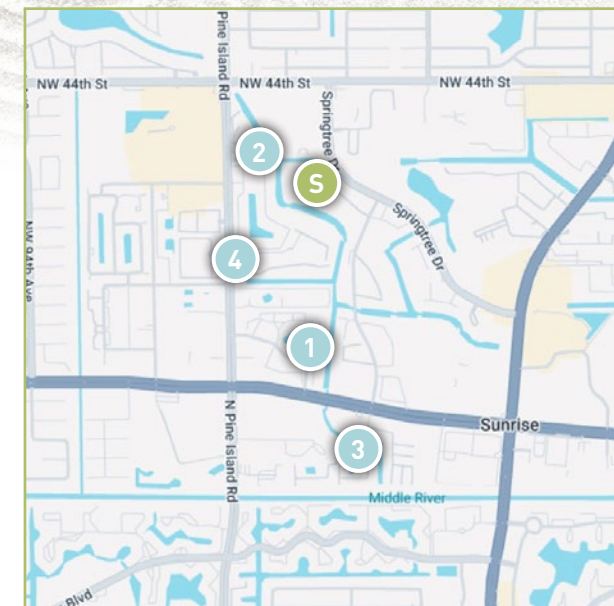 Pine Island Rd
NW 44th St
NW 44th St
NW 44th St
Springtree Dr
2
S
Springtree Dr
NW 94th Ave
4
1
N Pine Island Rd
Sunrise
3
Middle River
Blvd